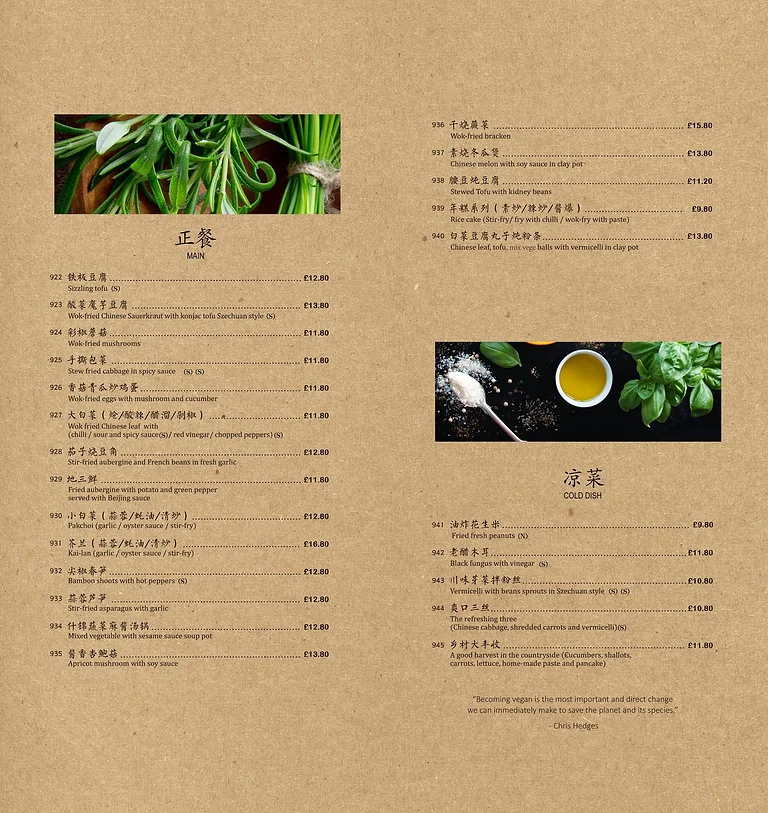 正餐
MAIN
922 铁板豆腐 £12.80
Sizzling tofu (S)
923 酸菜魔芋豆腐 £13.80
Wok-fried Chinese Sauerkraut with konjac tofu Szechuan style (S)
924 彩椒蘑菇 £11.80
Wok-fried mushrooms
925 手撕包菜 £11.80
Stew fried cabbage in spicy sauce (S) (S)
926 香菇青瓜炒鸡蛋 £11.80
Wok-fried eggs with mushroom and cucumber
927 大白菜 ( 炝/酸辣/醋溜/剁椒 ) £11.80
Wok fried Chinese leaf with
(chilli / sour and spicy sauce(S)/ red vinegar/ chopped peppers) (S)
928 茄子烧豆角 £12.80
Stir-fried aubergine and French beans in fresh garlic
929 地三鲜 £11.80
Fried aubergine with potato and green pepper
served with Beijing sauce
930 小白菜 ( 蒜蓉/蚝油/清炒 ) £12.80
Pakchoi (garlic / oyster sauce / stir-fry)
931 芥兰 ( 蒜蓉/蚝油/清炒 ) £16.80
Kai-lan (garlic / oyster sauce / stir-fry)
932 尖椒春笋 £12.80
Bamboo shoots with hot peppers (S)
933 蒜蓉芦笋 £12.80
Stir-fried asparagus with garlic
934 什锦蔬菜麻酱汤锅 £12.80
Mixed vegetable with sesame sauce soup pot
935 酱香杏鲍菇 £13.80
Apricot mushroom with soy sauce
936 干烧蕨菜 £15.80
Wok-fried bracken
937 素烧冬瓜煲 £13.80
Chinese melon with soy sauce in clay pot
938 腰豆炖豆腐 £11.20
Stewed Tofu with kidney beans
939 年糕系列 ( 素炒/辣炒/酱爆 ) £9.80
Rice cake (Stir-fry/ fry with chilli / wok-fry with paste)
940 白菜豆腐丸子炖粉条 £13.80
Chinese leaf, tofu, mix vege balls with vermicelli in clay pot
凉菜
COLD DISH
941 油炸花生米 £9.80
Fried fresh peanuts (N)
942 老醋木耳 £11.80
Black fungus with vinegar (S)
943 川味芽菜拌粉丝 £10.80
Vermicelli with beans sprouts in Szechuan style (S) (S)
944 爽口三丝 £10.80
The refreshing three
(Chinese cabbage, shredded carrots and vermicelli)(S)
945 乡村大丰收 £11.80
A good harvest in the countryside (Cucumbers, shallots,
carrots, lettuce, home-made paste and pancake)
"Becoming vegan is the most important and direct change
we can immediately make to save the planet and its species."
- Chris Hedges